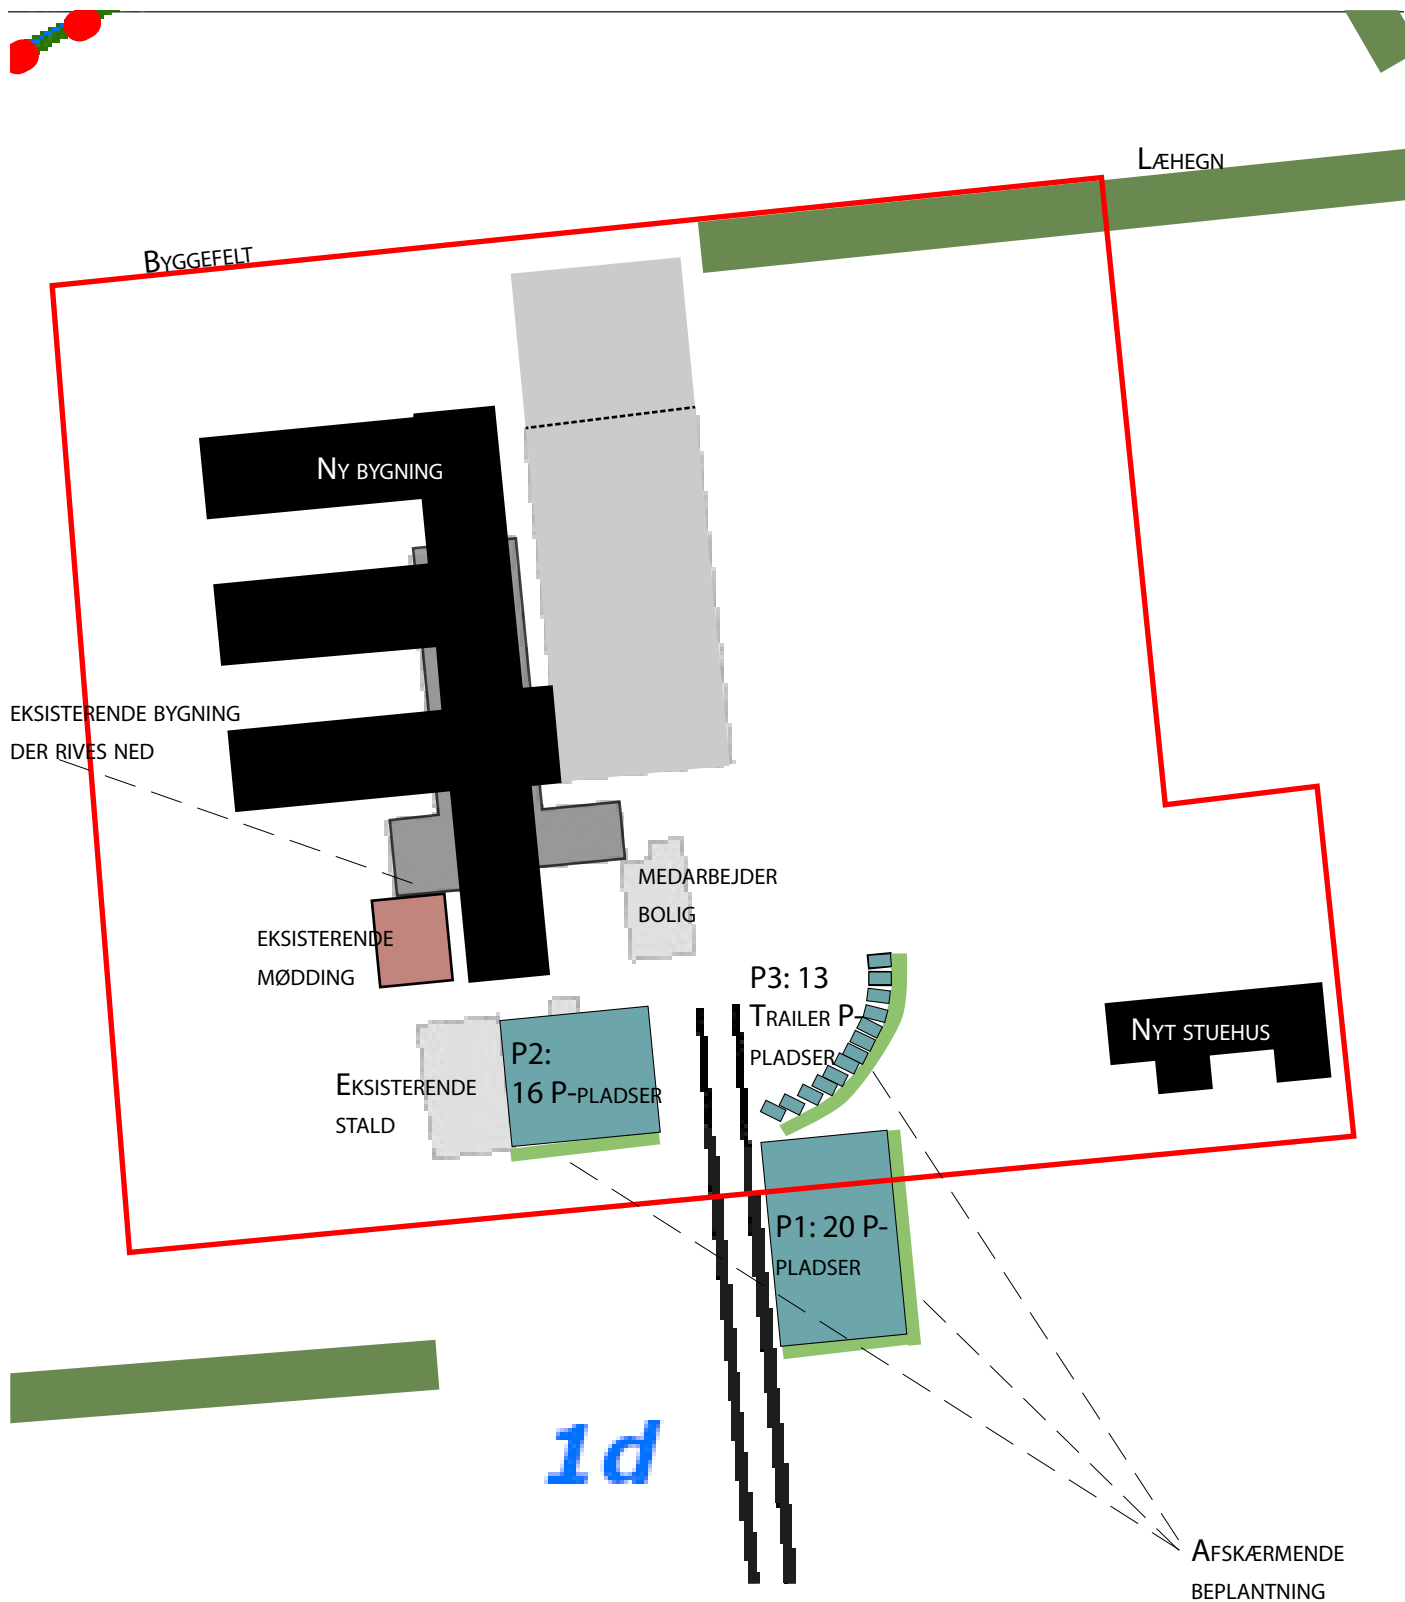 Læhegn
Byggefelt
Ny bygning
eksisterende bygning
der rives ned
medarbejder
bolig
eksisterende
mødding
P3: 13
Trailer P-
pladser
Nyt stuehus
P2:
16 P-pladser
Eksisterende
stald
P1: 20 P-
pladser
1d
Afskærmende
beplantning